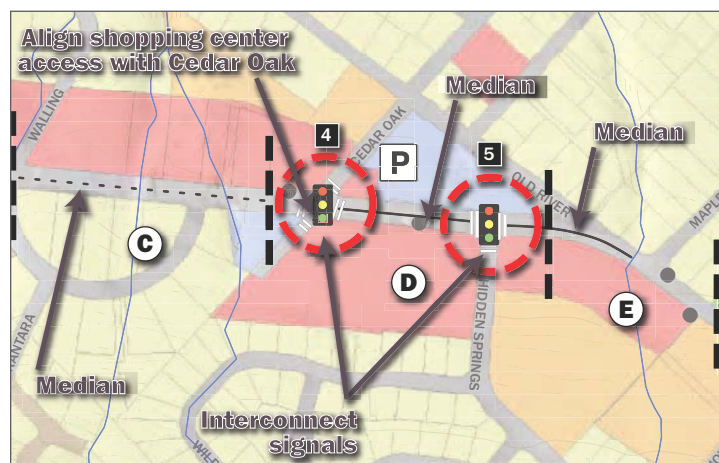 Align shopping center
access with Cedar Oak
Median
Median
WALLING
4
CEDAR OAK
P
5
OLD RIVER
C
D
HIDDEN SPRINGS
E
Median
Interconnect
signals